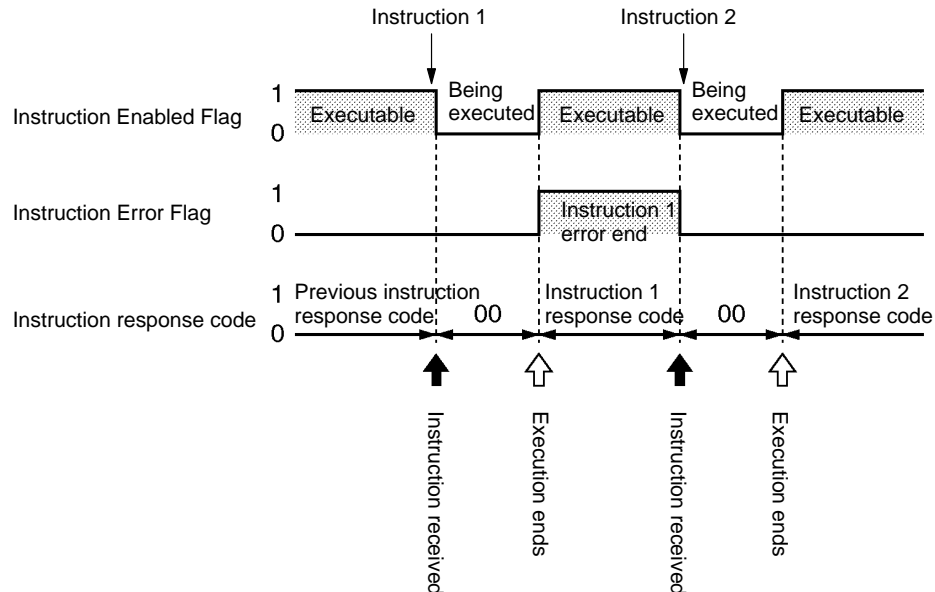 Instruction 1
Instruction 2
Instruction Enabled Flag
1
0
Executable
Being
executed
Executable
Being
executed
Executable
Instruction Error Flag
1
0
Instruction 1
error end
Instruction response code
1
0
Previous instruction
response code
00
Instruction 1
response code
00
Instruction 2
response code
Instruction received
Execution ends
Instruction received
Execution ends